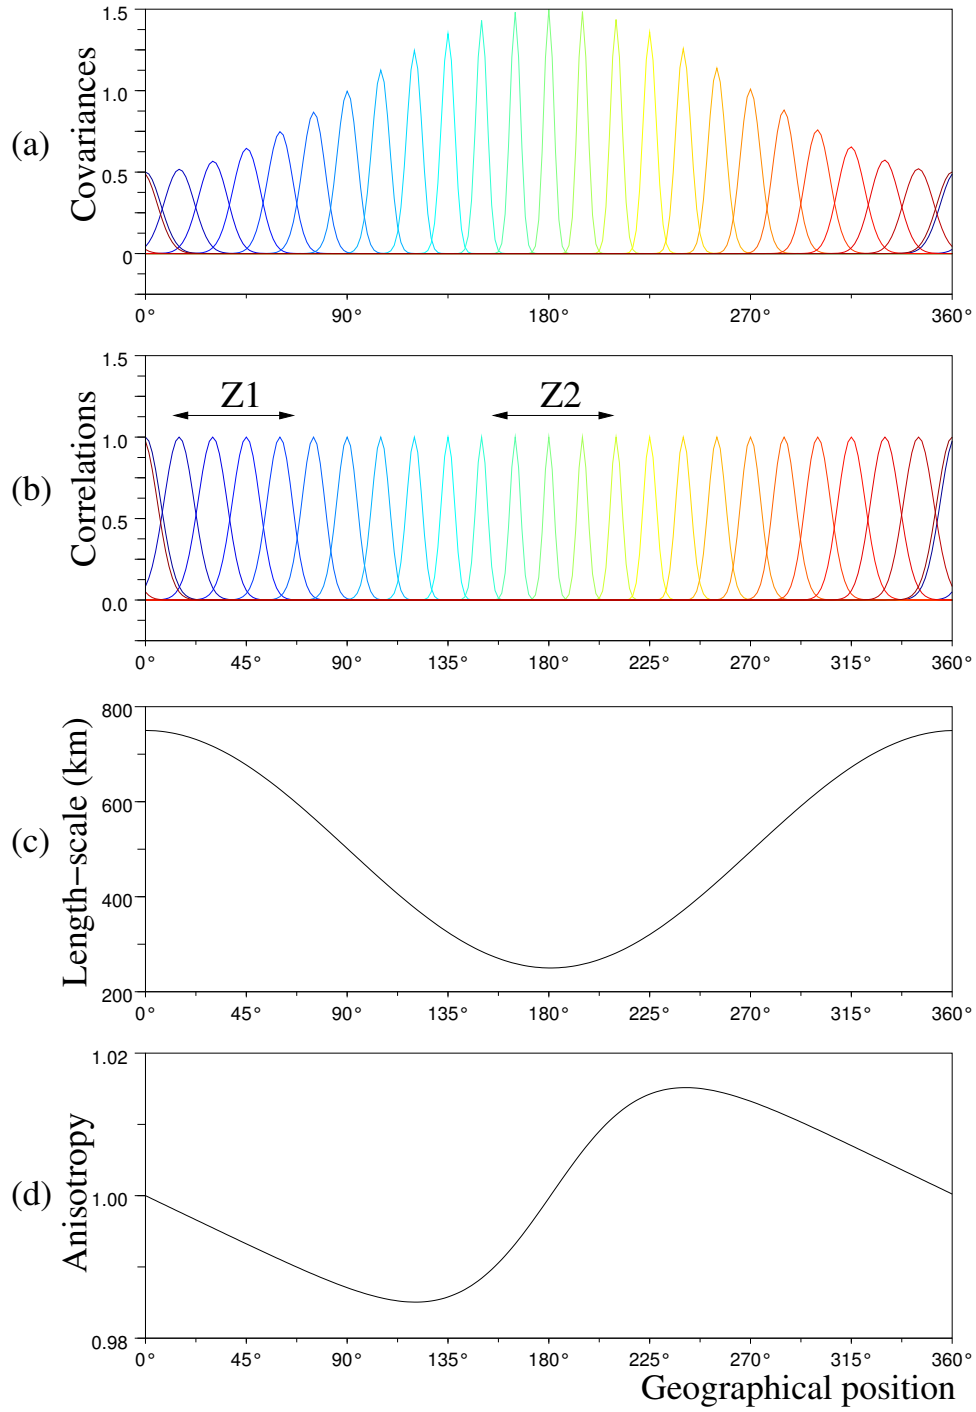 (a)
Covariances
1.5
1.0
0.5
0
0° 90° 180° 270° 360°
(b)
Correlations
1.5
1.0
0.5
0.0
Z1 Z2
0° 45° 90° 135° 180° 225° 270° 315° 360°
(c)
Length−scale (km)
800
600
400
200
0° 45° 90° 135° 180° 225° 270° 315° 360°
(d)
Anisotropy
1.02
1.00
0.98
0° 45° 90° 135° 180° 225° 270° 315° 360°
Geographical position